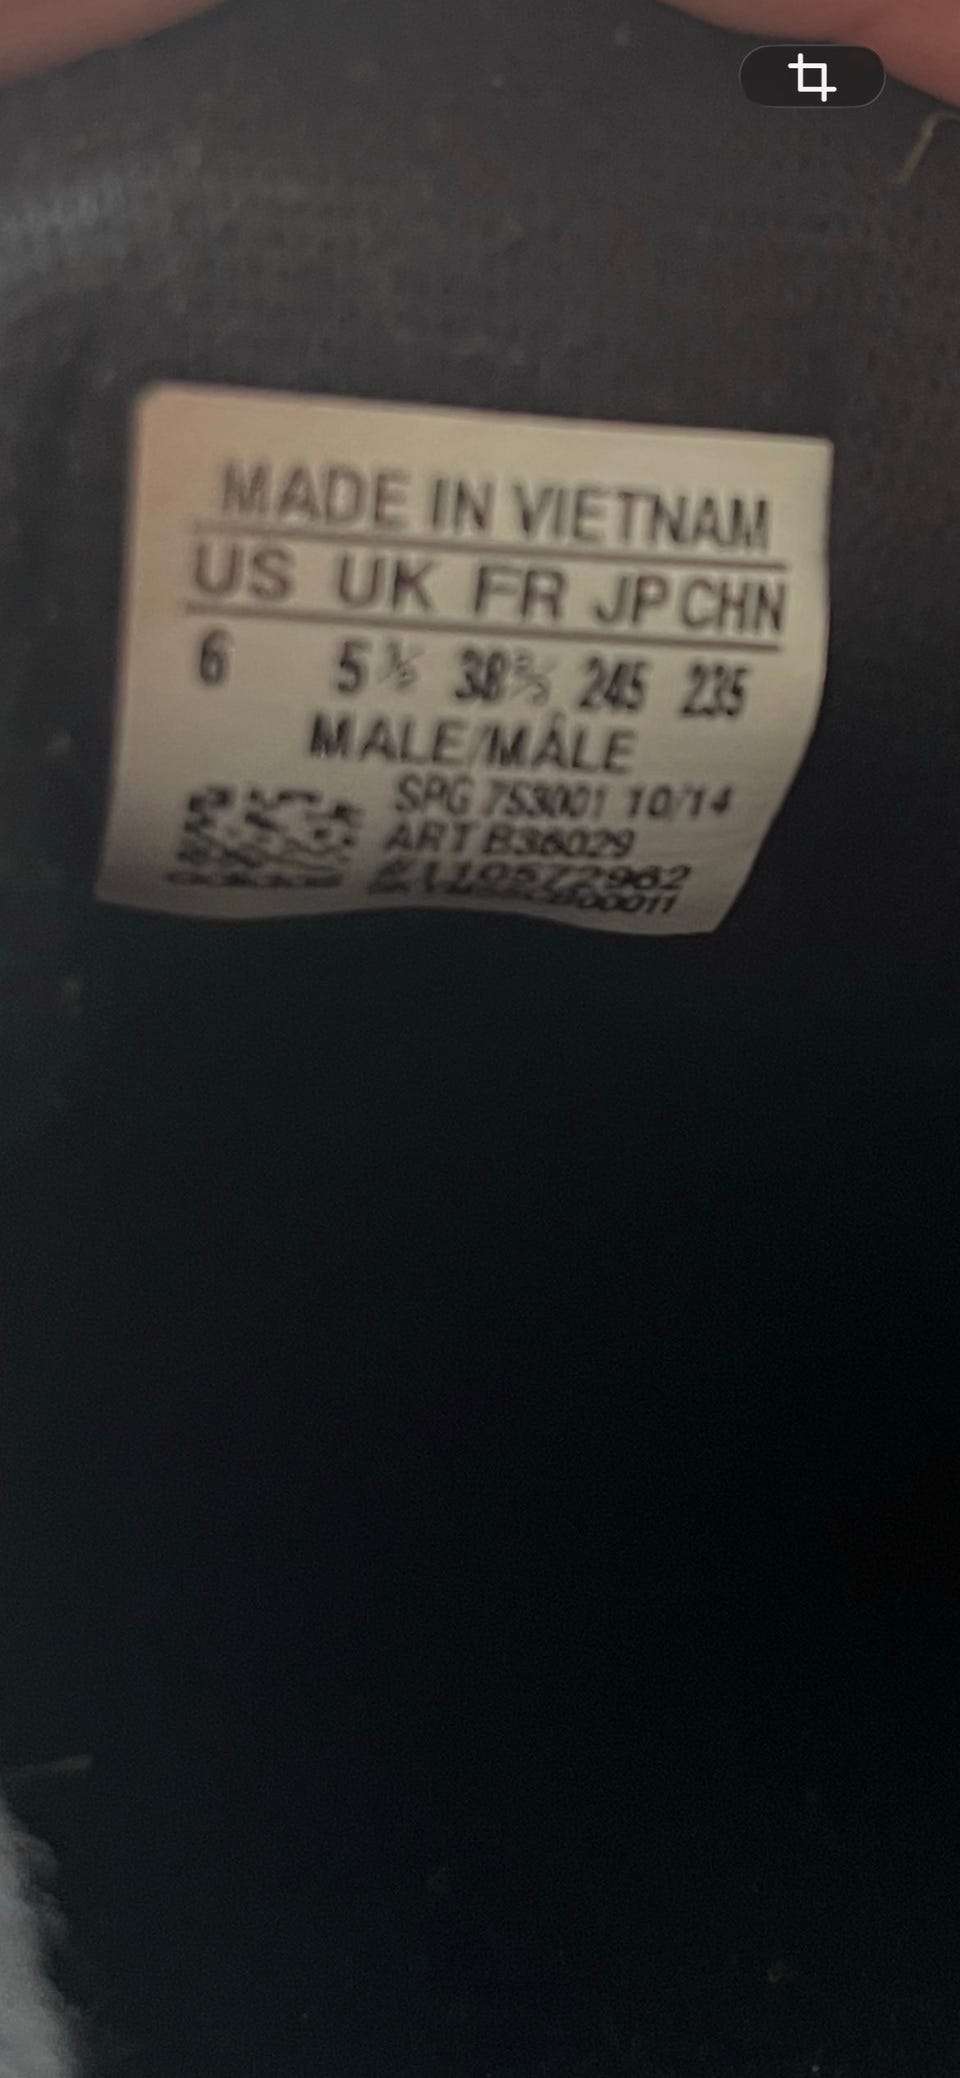 MADE IN VIETNAM
US UK FR JP CHN
6 5½ 38⅔ 245 235
MALE/MÂLE
SPG 753001 10/14
ART B36029